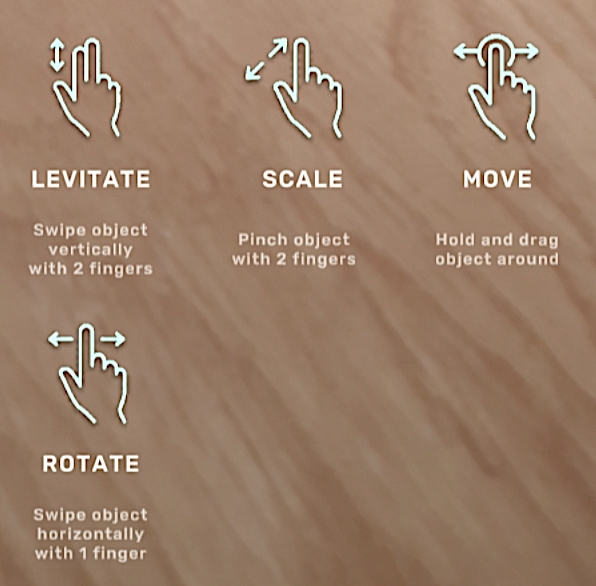 LEVITATE
Swipe object
vertically
with 2 fingers
SCALE
Pinch object
with 2 fingers
MOVE
Hold and drag
object around
ROTATE
Swipe object
horizontally
with 1 finger